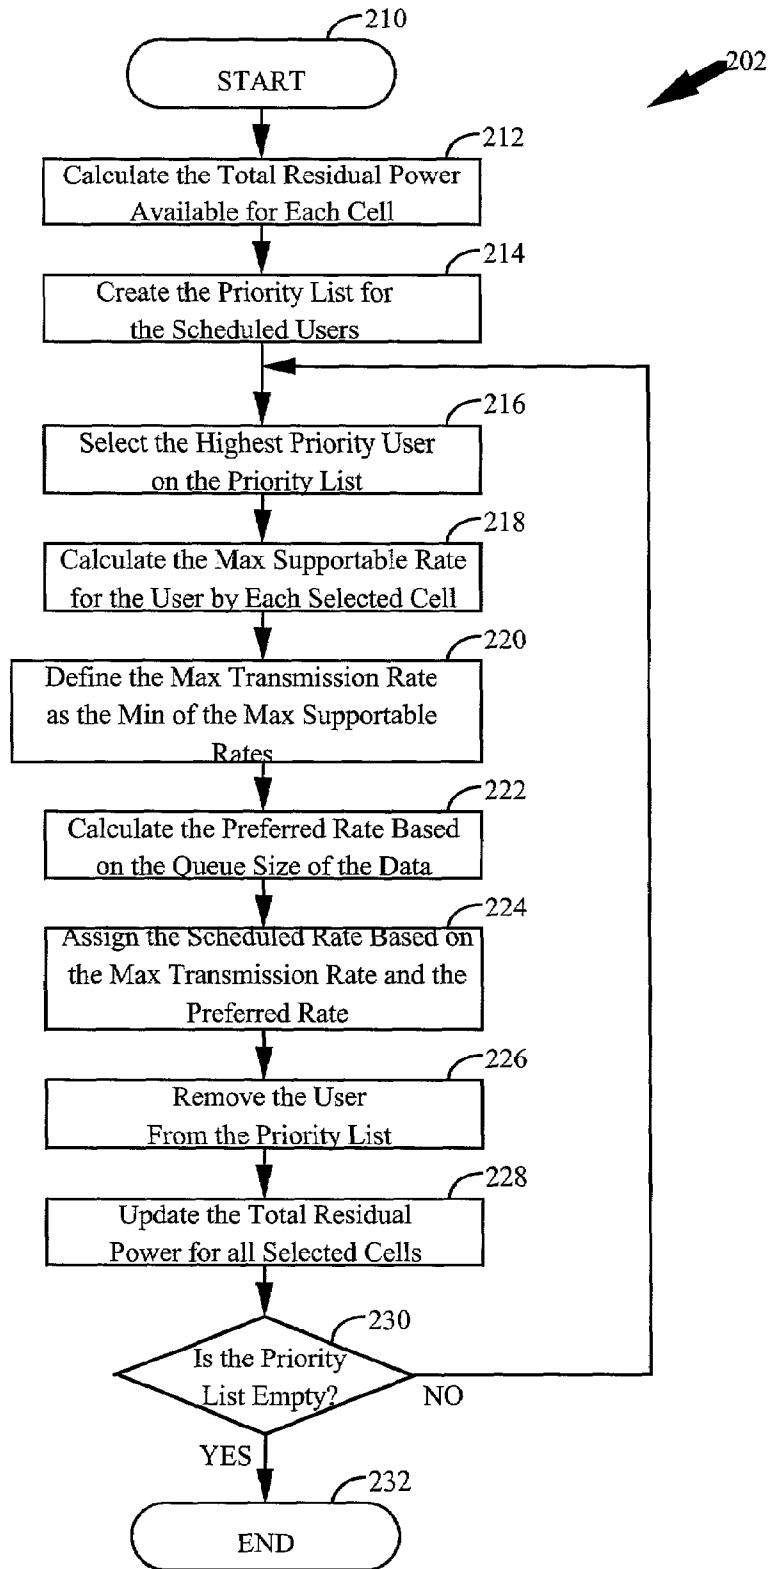 210
START
202
212
Calculate the Total Residual Power
Available for Each Cell
214
Create the Priority List for
the Scheduled Users
216
Select the Highest Priority User
on the Priority List
218
Calculate the Max Supportable Rate
for the User by Each Selected Cell
220
Define the Max Transmission Rate
as the Min of the Max Supportable
Rates
222
Calculate the Preferred Rate Based
on the Queue Size of the Data
224
Assign the Scheduled Rate Based on
the Max Transmission Rate and the
Preferred Rate
226
Remove the User
From the Priority List
228
Update the Total Residual
Power for all Selected Cells
230
Is the Priority
List Empty?
NO
YES
232
END